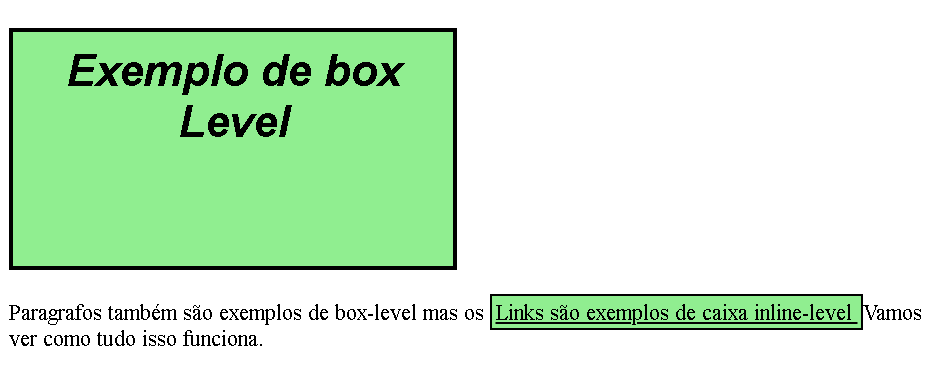 Exemplo de box
Level
Paragrafos também são exemplos de box-level mas os Links são exemplos de caixa inline-level Vamos
ver como tudo isso funciona.